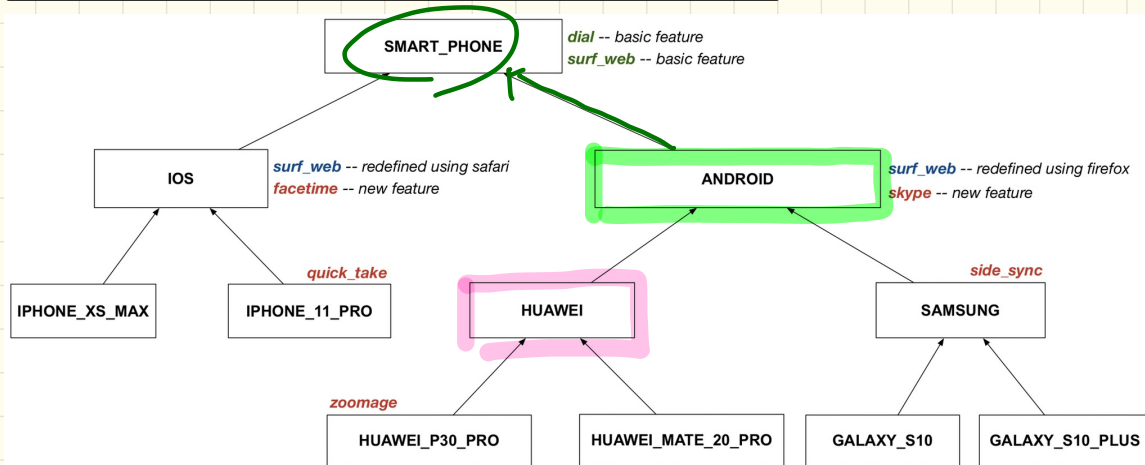 SMART_PHONE
dial -- basic feature
surf_web -- basic feature
IOS
surf_web -- redefined using safari
facetime -- new feature
ANDROID
surf_web -- redefined using firefox
skype -- new feature
quick_take
side_sync
IPHONE_XS_MAX
IPHONE_11_PRO
HUAWEI
SAMSUNG
zoomage
HUAWEI_P30_PRO
HUAWEI_MATE_20_PRO
GALAXY_S10
GALAXY_S10_PLUS